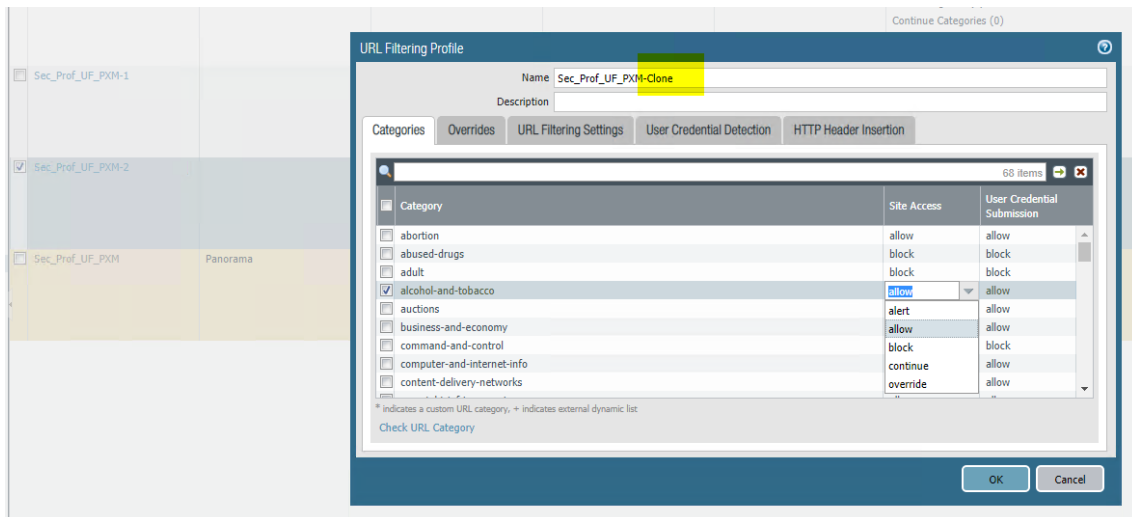 Continue Categories (0)
URL Filtering Profile
Sec_Prof_UF_PXM-1
Name Sec_Prof_UF_PXM-Clone
Description
Categories Overrides URL Filtering Settings User Credential Detection HTTP Header Insertion
Sec_Prof_UF_PXM-2
68 items
Category Site Access User Credential Submission
abortion allow allow
abused-drugs block block
adult block block
Sec_Prof_UF_PXM Panorama
alcohol-and-tobacco allow allow
auctions alert allow
business-and-economy allow allow
command-and-control block block
computer-and-internet-info continue allow
content-delivery-networks override allow
* indicates a custom URL category, + indicates external dynamic list
Check URL Category
OK Cancel